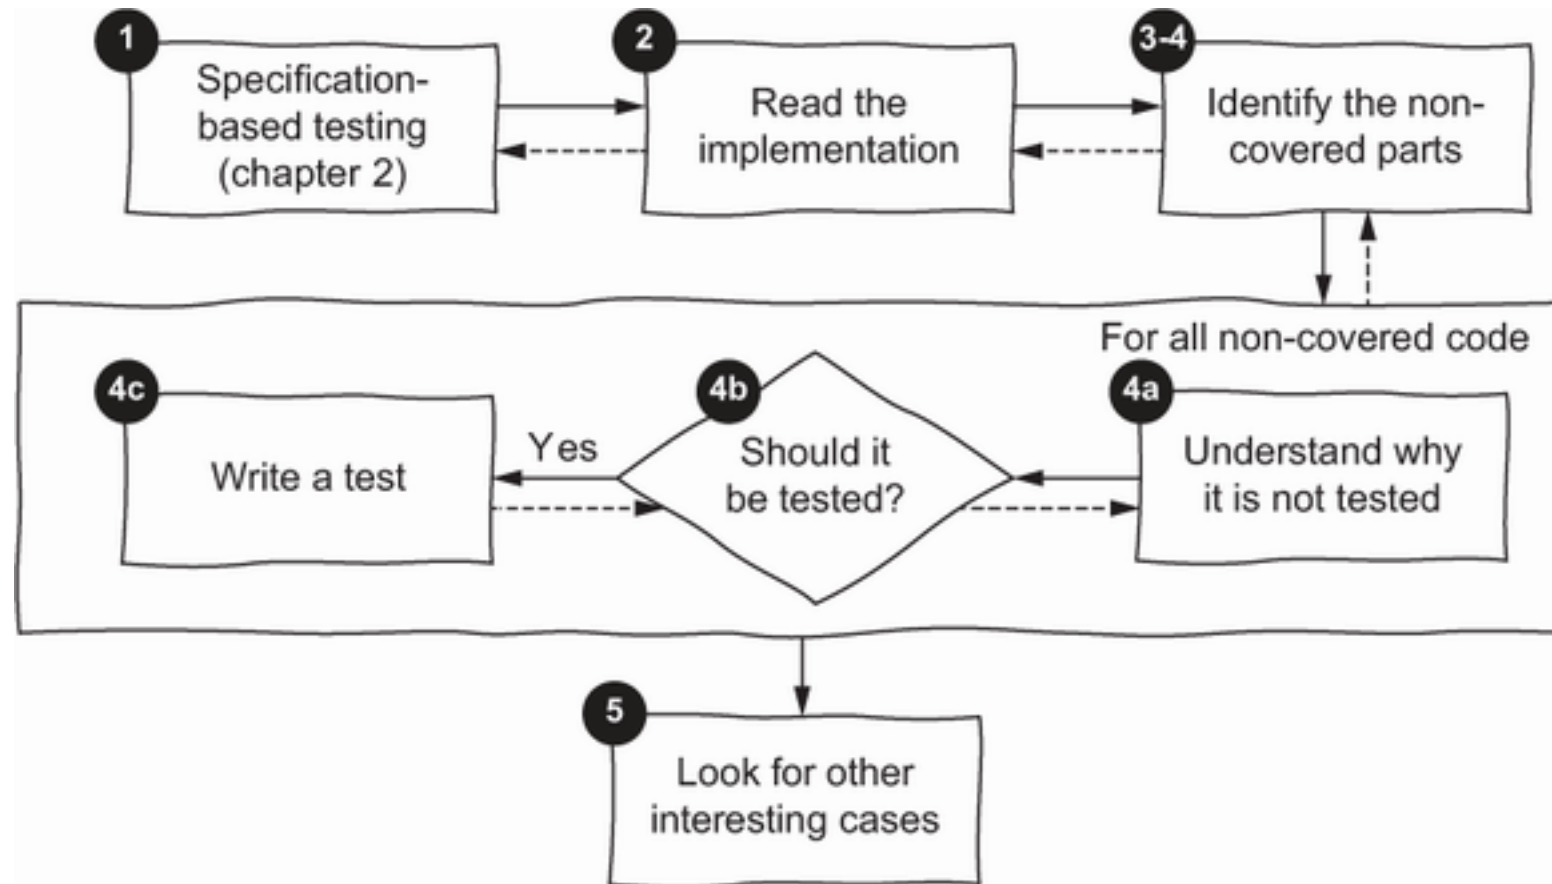 1
Specification-
based testing
(chapter 2)
2
Read the
implementation
3-4
Identify the non-
covered parts
For all non-covered code
4c
Write a test
Yes
4b
Should it
be tested?
4a
Understand why
it is not tested
5
Look for other
interesting cases